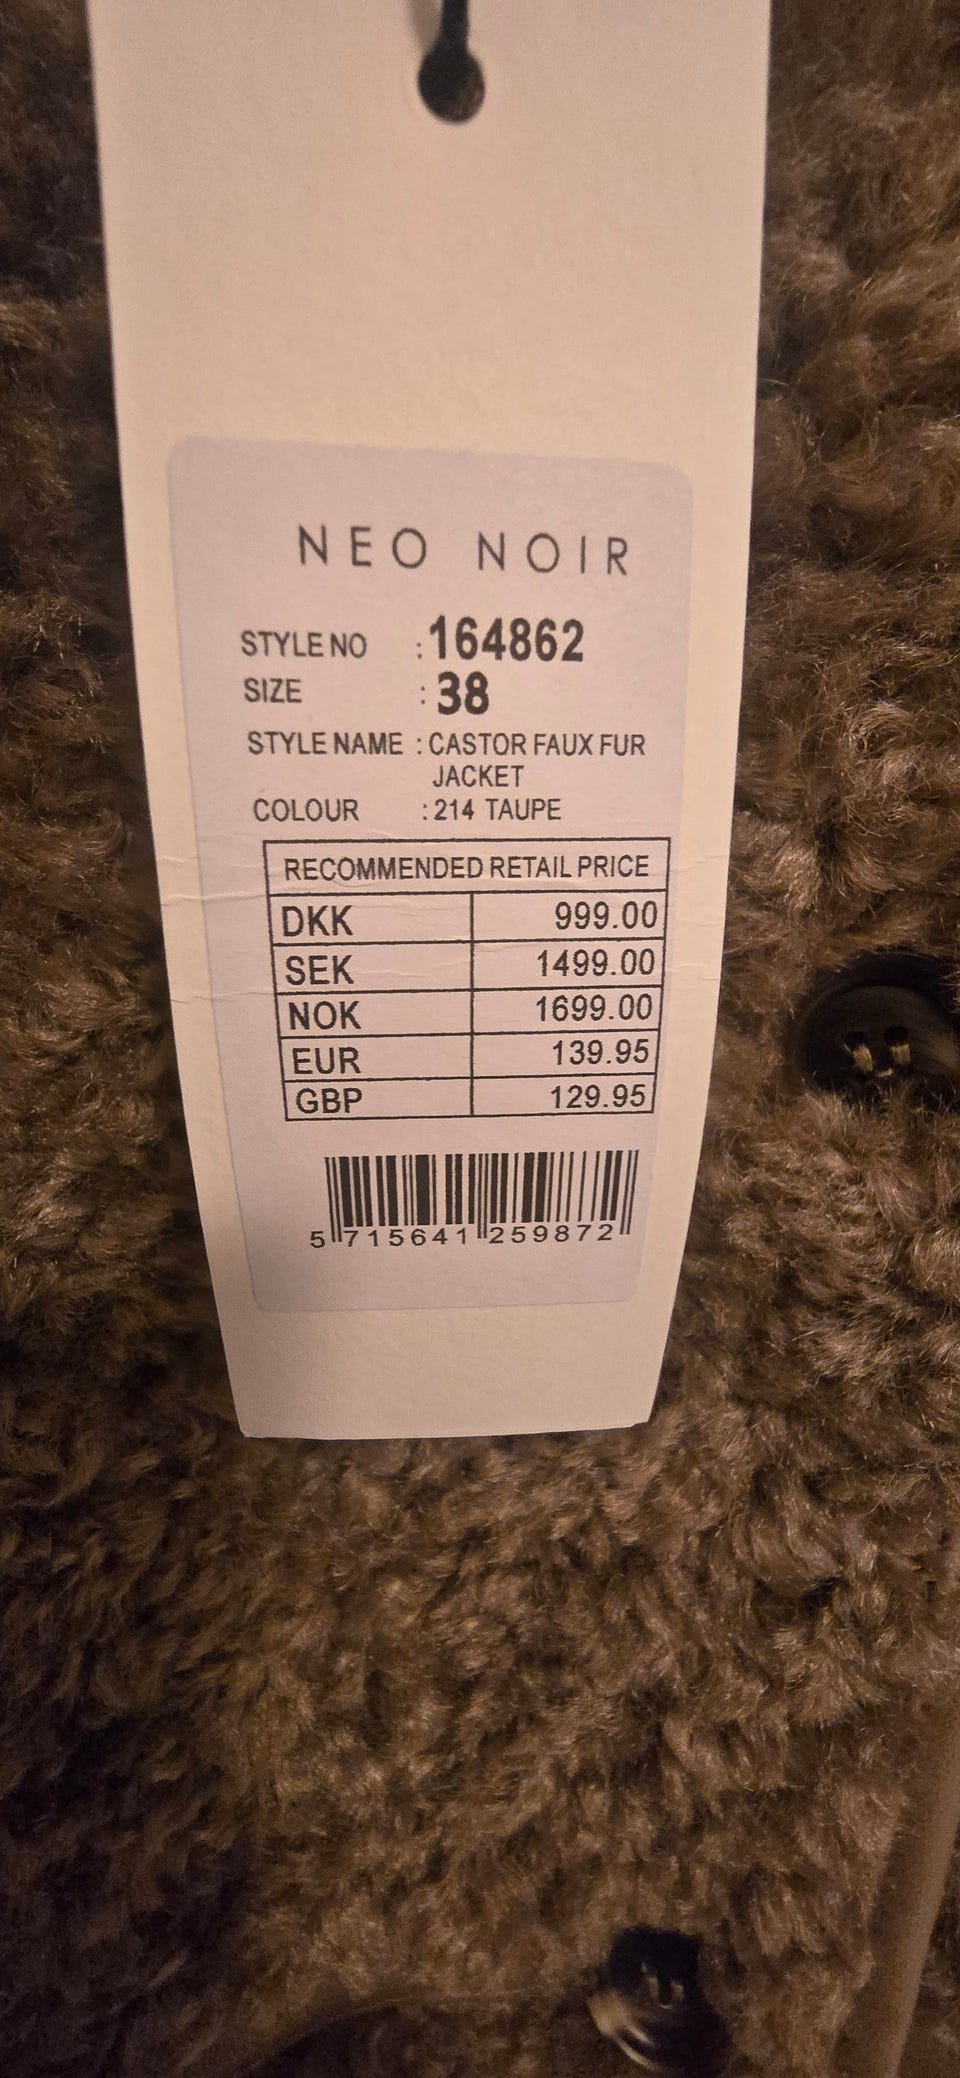 NEO NOIR
STYLE NO : 164862
SIZE : 38
STYLE NAME : CASTOR FAUX FUR
JACKET
COLOUR : 214 TAUPE
RECOMMENDED RETAIL PRICE
DKK 999.00
SEK 1499.00
NOK 1699.00
EUR 139.95
GBP 129.95
5 715641 259872